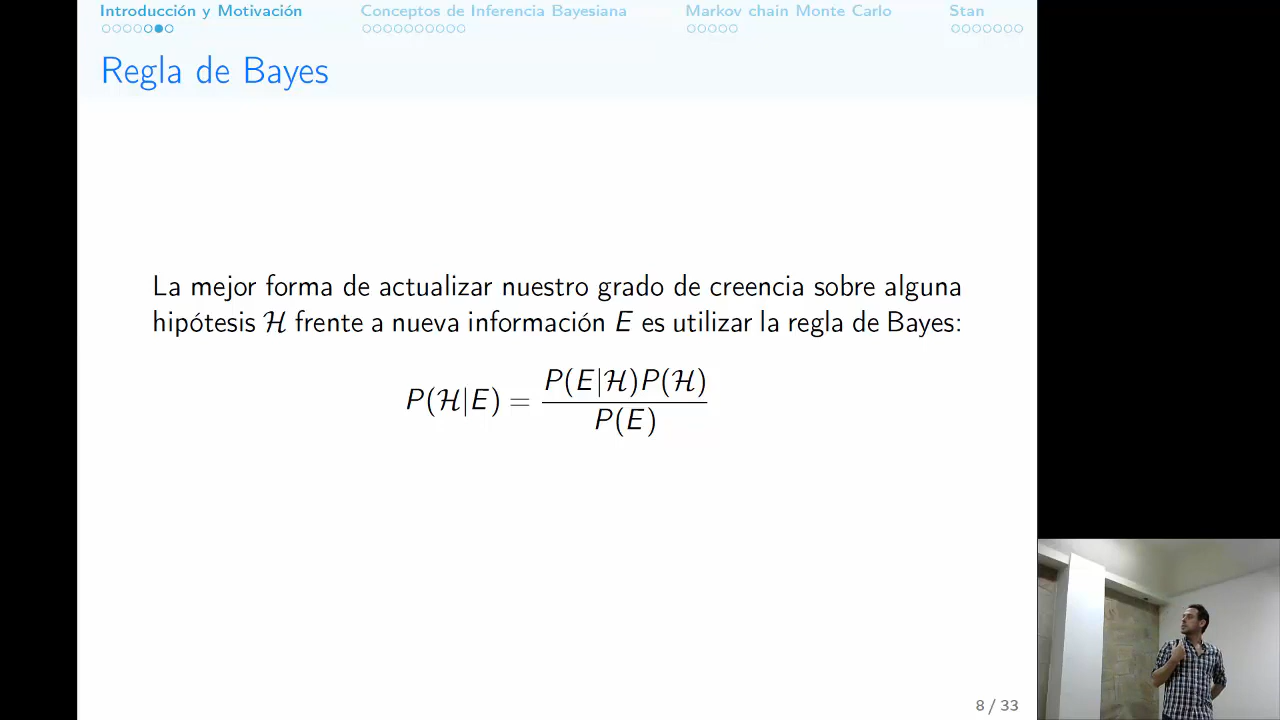 Introducción y Motivación Conceptos de Inferencia Bayesiana Markov chain Monte Carlo Stan
Regla de Bayes
La mejor forma de actualizar nuestro grado de creencia sobre alguna
hipótesis ℋ frente a nueva información E es utilizar la regla de Bayes:
P(ℋ|E) = P(E|ℋ)P(ℋ) / P(E)
8 / 33